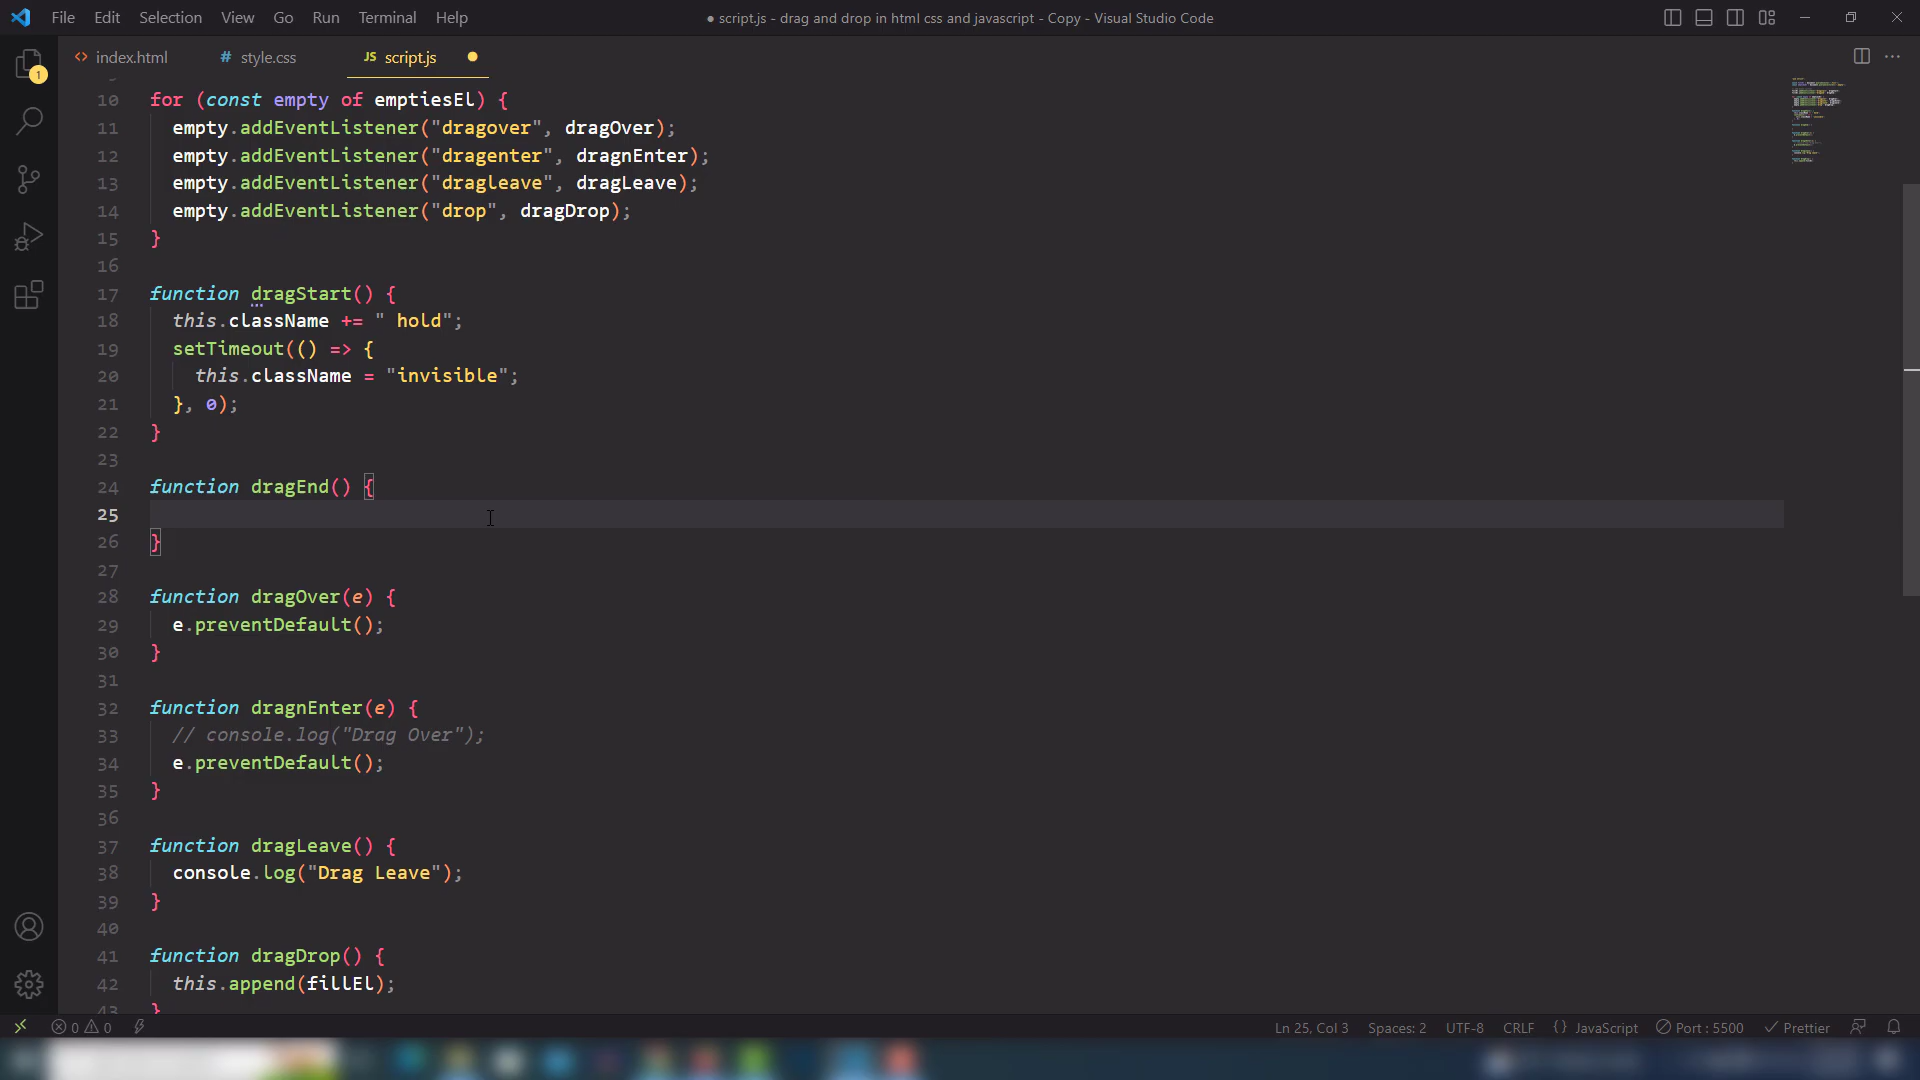 File Edit Selection View Go Run Terminal Help
● script.js - drag and drop in html css and javascript - Copy - Visual Studio Code
1
<> index.html
# style.css
JS script.js
10 for (const empty of emptiesEl) {
11 empty.addEventListener("dragover", dragOver);
12 empty.addEventListener("dragenter", dragnEnter);
13 empty.addEventListener("dragleave", dragLeave);
14 empty.addEventListener("drop", dragDrop);
15 }
16
17 function dragStart() {
18 this.className += " hold";
19 setTimeout(() => {
20 this.className = "invisible";
21 }, 0);
22 }
23
24 function dragEnd() {
25
26 }
27
28 function dragOver(e) {
29 e.preventDefault();
30 }
31
32 function dragnEnter(e) {
33 // console.log("Drag Over");
34 e.preventDefault();
35 }
36
37 function dragLeave() {
38 console.log("Drag Leave");
39 }
40
41 function dragDrop() {
42 this.append(fillEl);
43 }
0 0
Ln 25, Col 3 Spaces: 2 UTF-8 CRLF {} JavaScript Port : 5500 Prettier